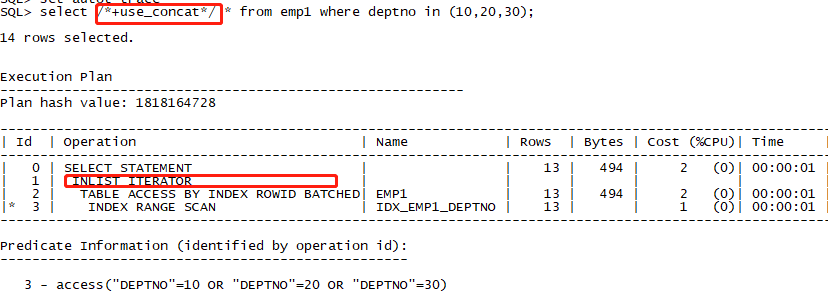 SQL> set autot trace
SQL> select /*+use_concat*/ * from emp1 where deptno in (10,20,30);
14 rows selected.
Execution Plan
----------------------------------------------------------
Plan hash value: 1818164728
| Id | Operation | Name | Rows | Bytes | Cost (%CPU)| Time |
| 0 | SELECT STATEMENT | | 13 | 494 | 2 (0)| 00:00:01 |
| 1 | INLIST ITERATOR | | | | | |
| 2 | TABLE ACCESS BY INDEX ROWID BATCHED| EMP1 | 13 | 494 | 2 (0)| 00:00:01 |
|* 3 | INDEX RANGE SCAN | IDX_EMP1_DEPTNO | 13 | | 1 (0)| 00:00:01 |
Predicate Information (identified by operation id):
---------------------------------------------------
3 - access("DEPTNO"=10 OR "DEPTNO"=20 OR "DEPTNO"=30)